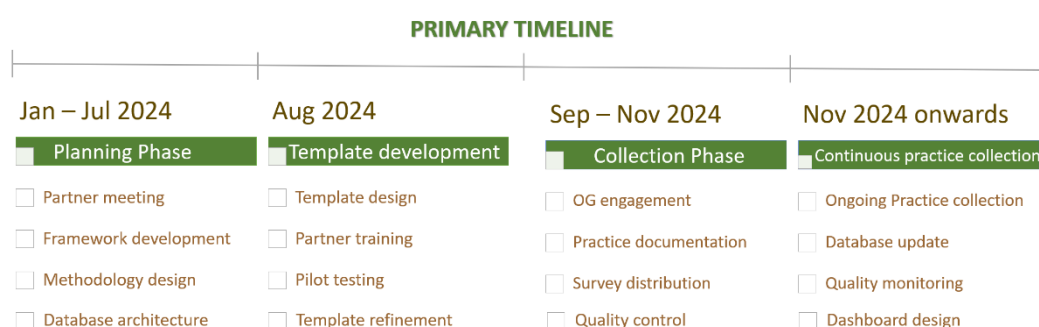 PRIMARY TIMELINE
Jan – Jul 2024
Planning Phase
Partner meeting
Framework development
Methodology design
Database architecture
Aug 2024
Template development
Template design
Partner training
Pilot testing
Template refinement
Sep – Nov 2024
Collection Phase
OG engagement
Practice documentation
Survey distribution
Quality control
Nov 2024 onwards
Continuous practice collection
Ongoing Practice collection
Database update
Quality monitoring
Dashboard design